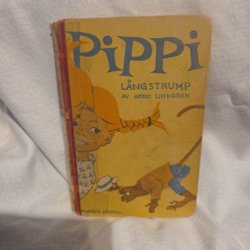 PIPPI
LÅNGSTRUMP
AV ASTRID LINDGREN